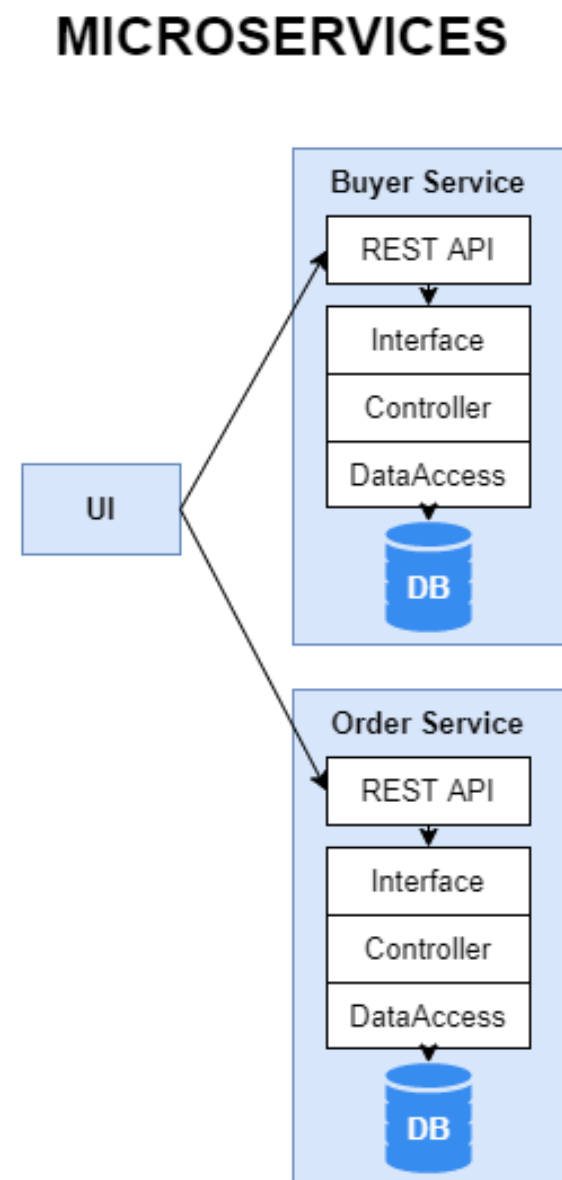 MICROSERVICES
Buyer Service
REST API
Interface
Controller
DataAccess
DB
UI
Order Service
REST API
Interface
Controller
DataAccess
DB